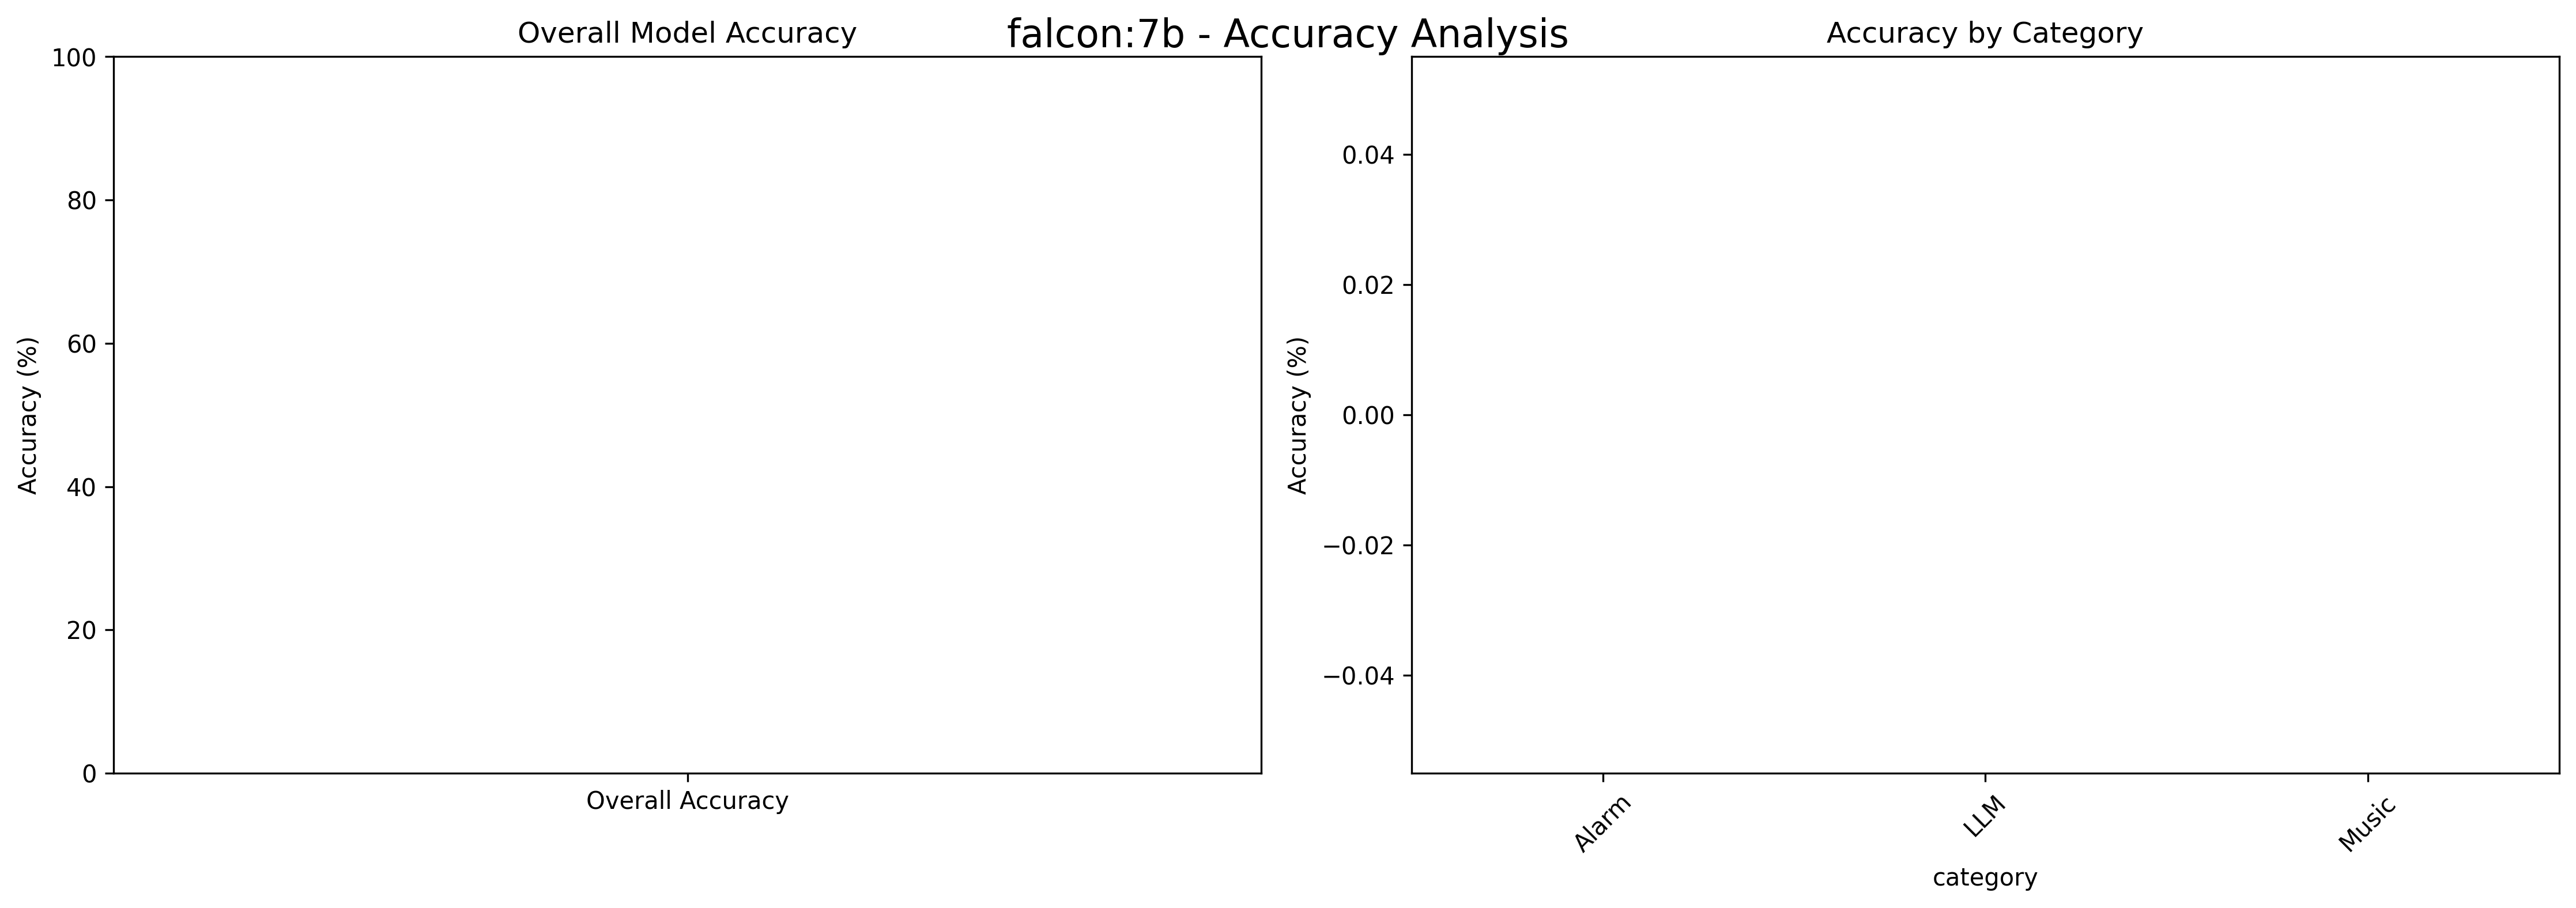 falcon:7b - Accuracy Analysis
Overall Model Accuracy
Accuracy (%)
100
80
60
40
20
0
Overall Accuracy
Accuracy by Category
Accuracy (%)
0.04
0.02
0.00
−0.02
−0.04
Alarm
LLM
Music
category